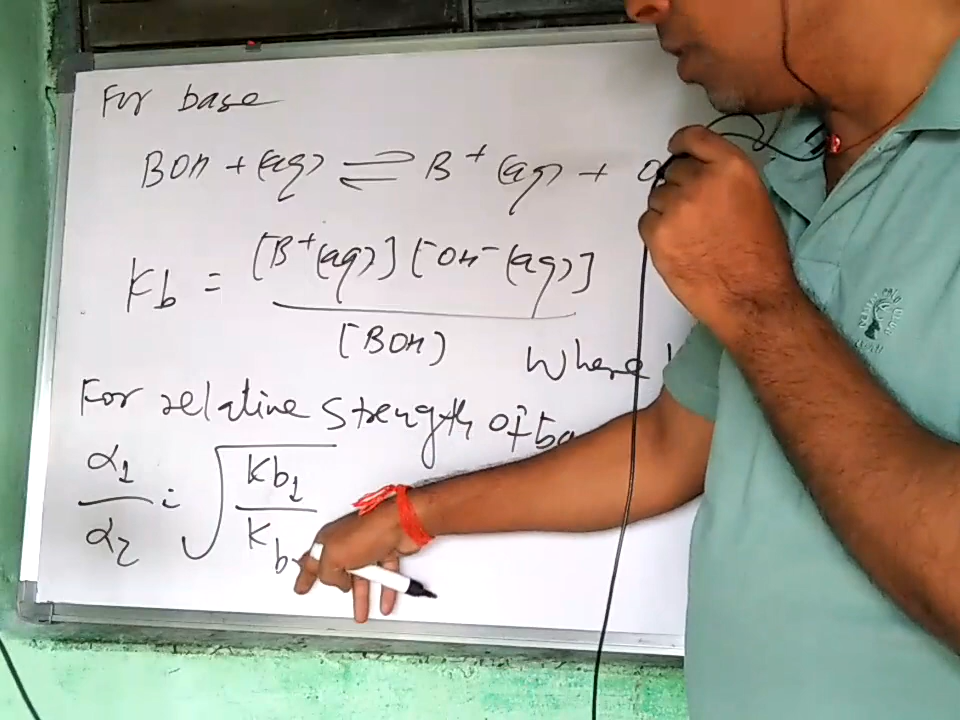 For base
BOH + (aq) ⇌ B⁺ (aq) +
Kb = [B⁺(aq)] [OH⁻(aq)]
[BOH]
Where
For relative strength of
α₁ = √ Kb₁
α₂ Kb